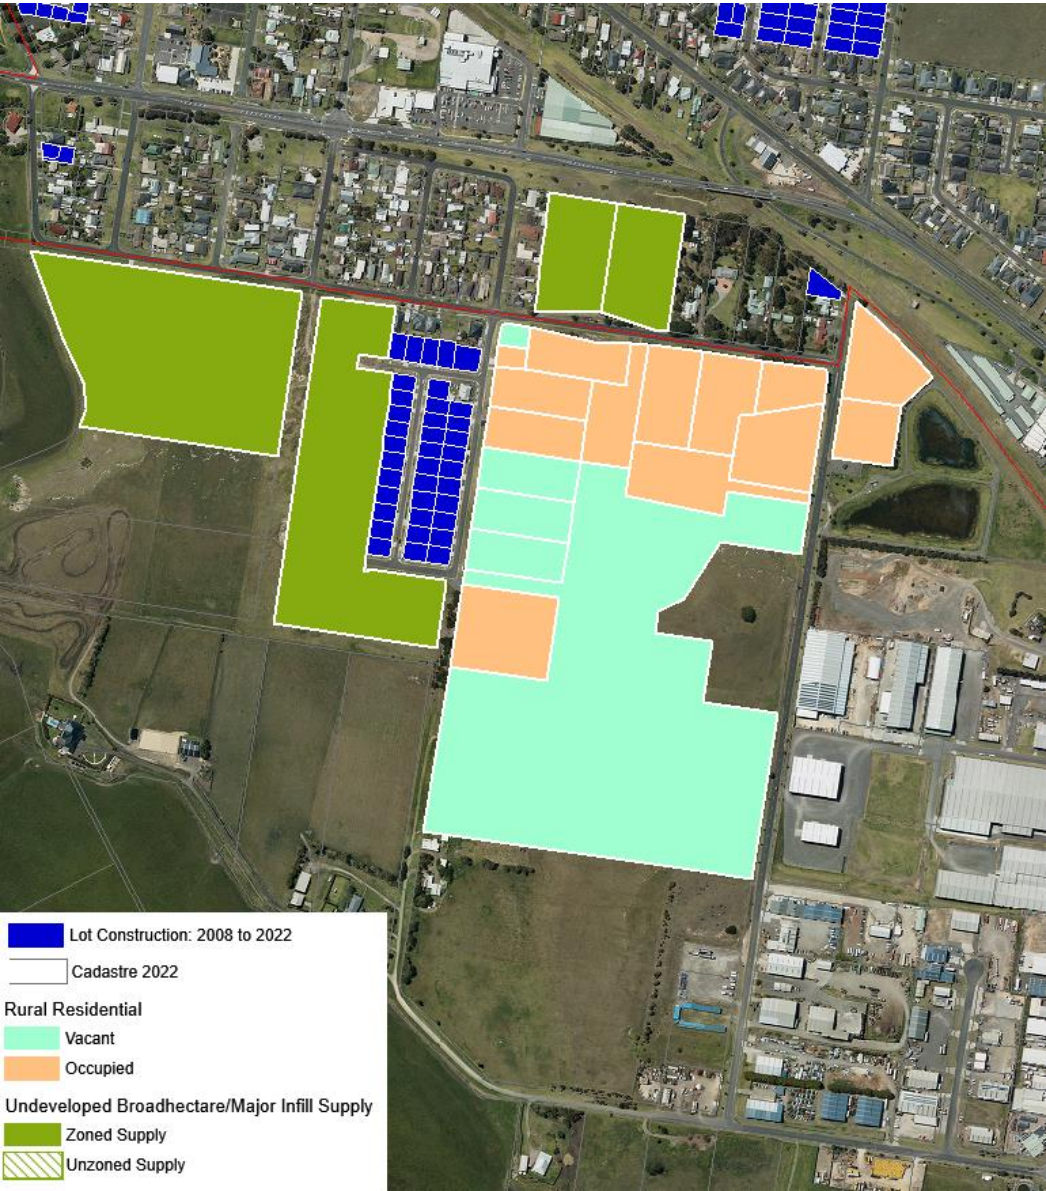 Lot Construction: 2008 to 2022
Cadastre 2022
Rural Residential
Vacant
Occupied
Undeveloped Broadhectare/Major Infill Supply
Zoned Supply
Unzoned Supply